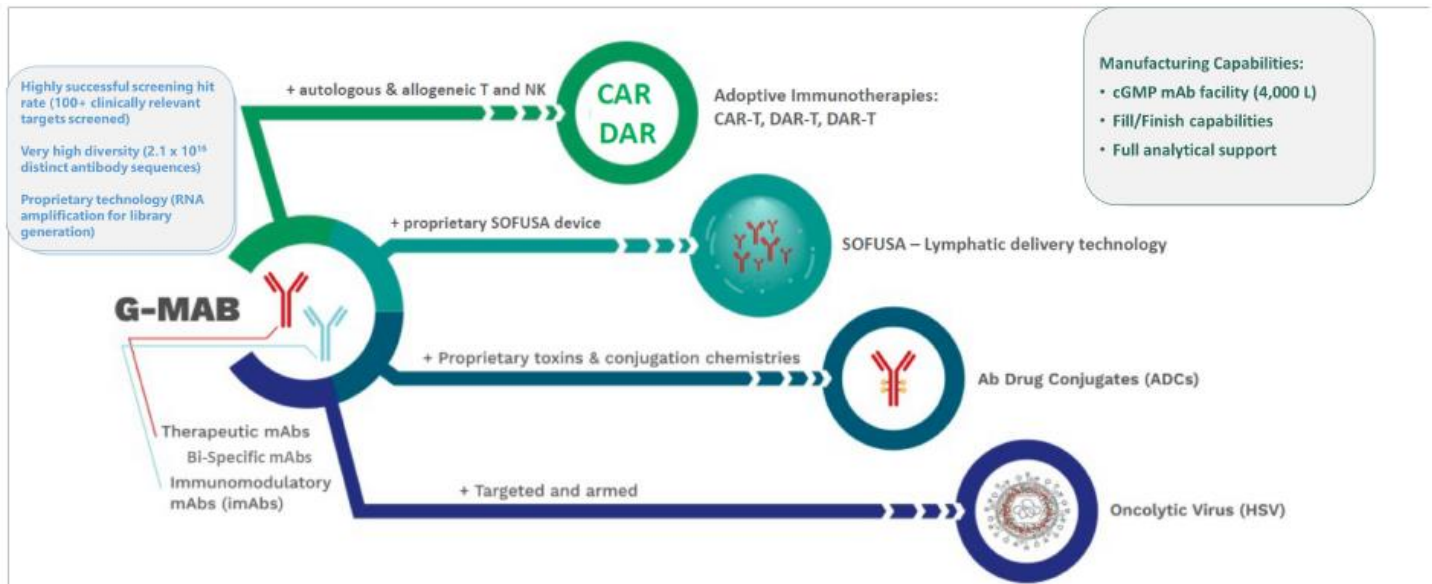 Highly successful screening hit
rate (100+ clinically relevant
targets screened)
Very high diversity (2.1 x 10¹⁶
distinct antibody sequences)
Proprietary technology (RNA
amplification for library
generation)
+ autologous & allogeneic T and NK
CAR
DAR
Adoptive Immunotherapies:
CAR-T, DAR-T, DAR-T
Manufacturing Capabilities:
• cGMP mAb facility (4,000 L)
• Fill/Finish capabilities
• Full analytical support
+ proprietary SOFUSA device
SOFUSA – Lymphatic delivery technology
G-MAB
+ Proprietary toxins & conjugation chemistries
Ab Drug Conjugates (ADCs)
Therapeutic mAbs
Bi-Specific mAbs
Immunomodulatory
mAbs (imAbs)
+ Targeted and armed
Oncolytic Virus (HSV)